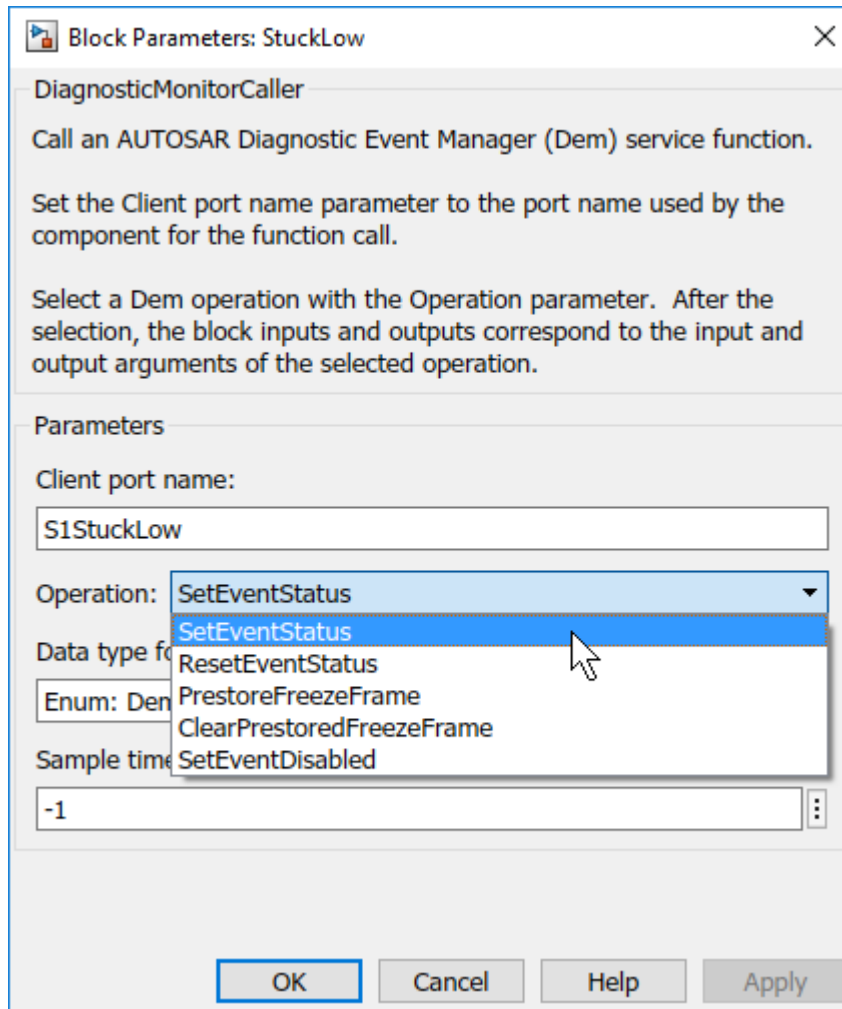 Block Parameters: StuckLow
DiagnosticMonitorCaller
Call an AUTOSAR Diagnostic Event Manager (Dem) service function.
Set the Client port name parameter to the port name used by the
component for the function call.
Select a Dem operation with the Operation parameter.  After the
selection, the block inputs and outputs correspond to the input and
output arguments of the selected operation.
Parameters
Client port name:
S1StuckLow
Operation: SetEventStatus
SetEventStatus
Data type
ResetEventStatus
PrestoreFreezeFrame
Enum:
ClearPrestoredFreezeFrame
Sample time
SetEventDisabled
-1
OK Cancel Help Apply